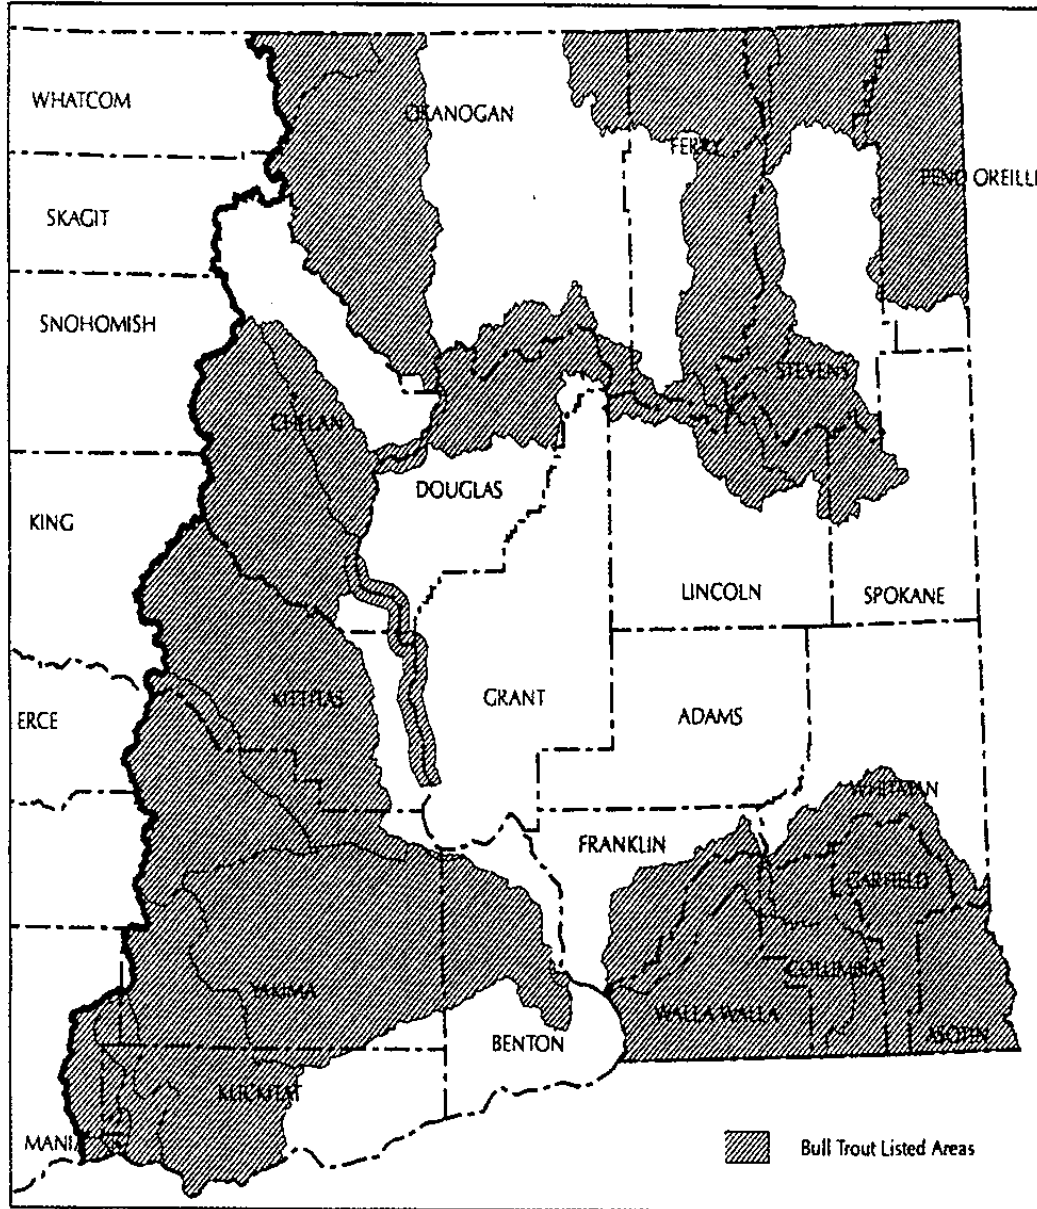 WHATCOM
OKANOGAN
FERRY
PEND OREILLE
SKAGIT
SNOHOMISH
STEVENS
CHELAN
DOUGLAS
KING
LINCOLN
SPOKANE
KITTITAS
GRANT
ADAMS
ERCE
WHITMAN
FRANKLIN
GARFIELD
COLUMBIA
YAKIMA
WALLA WALLA
BENTON
ASOTIN
KLICKITAT
MANIA
Bull Trout Listed Areas